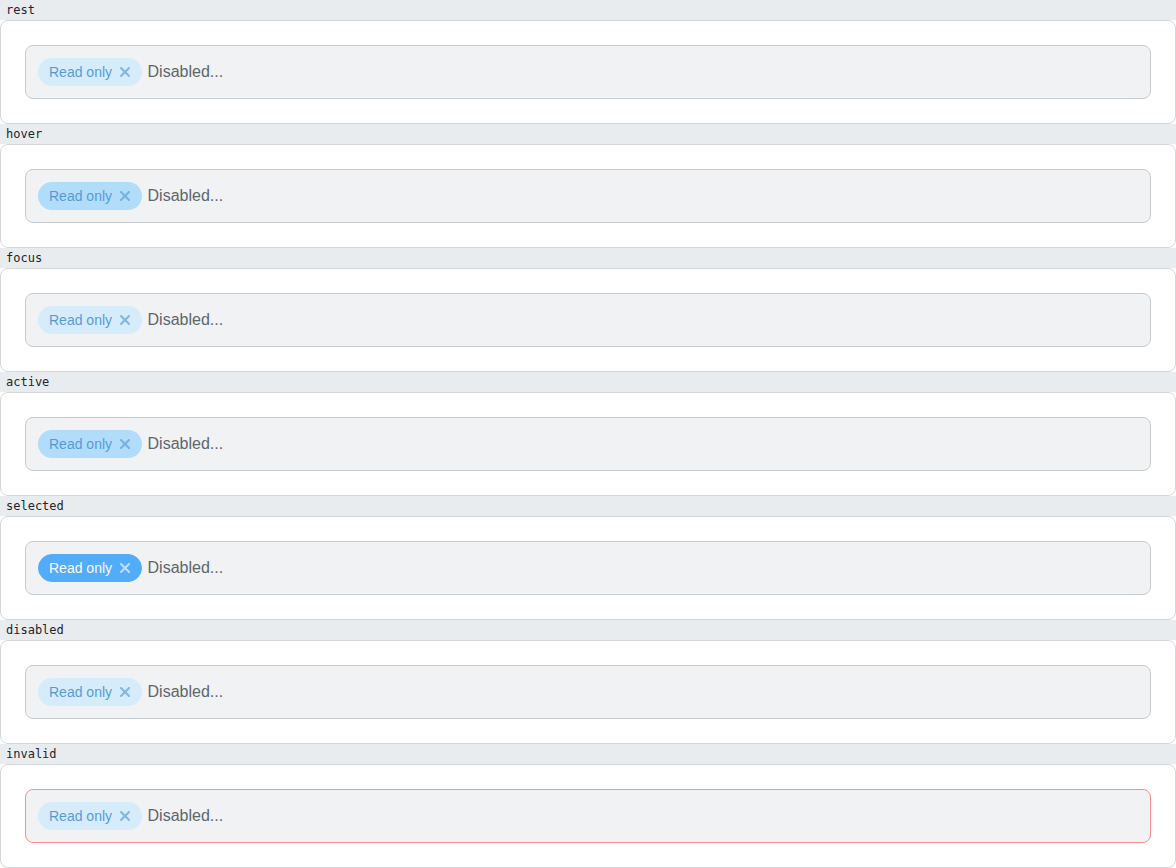 rest
Read only Disabled...
hover
Read only Disabled...
focus
Read only Disabled...
active
Read only Disabled...
selected
Read only Disabled...
disabled
Read only Disabled...
invalid
Read only Disabled...